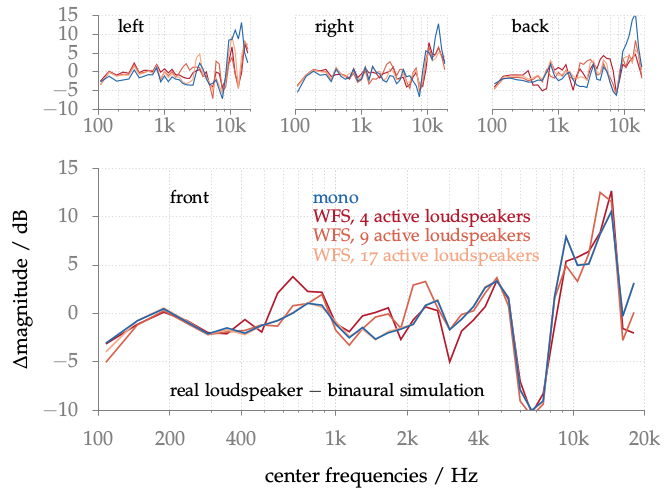 left
right
back
15
10
5
0
−5
−10
100
1k
10k
100
1k
10k
100
1k
10k
15
10
5
0
−5
−10
Δmagnitude / dB
front
mono
WFS, 4 active loudspeakers
WFS, 9 active loudspeakers
WFS, 17 active loudspeakers
real loudspeaker − binaural simulation
100
200
400
1k
2k
4k
10k
20k
center frequencies / Hz